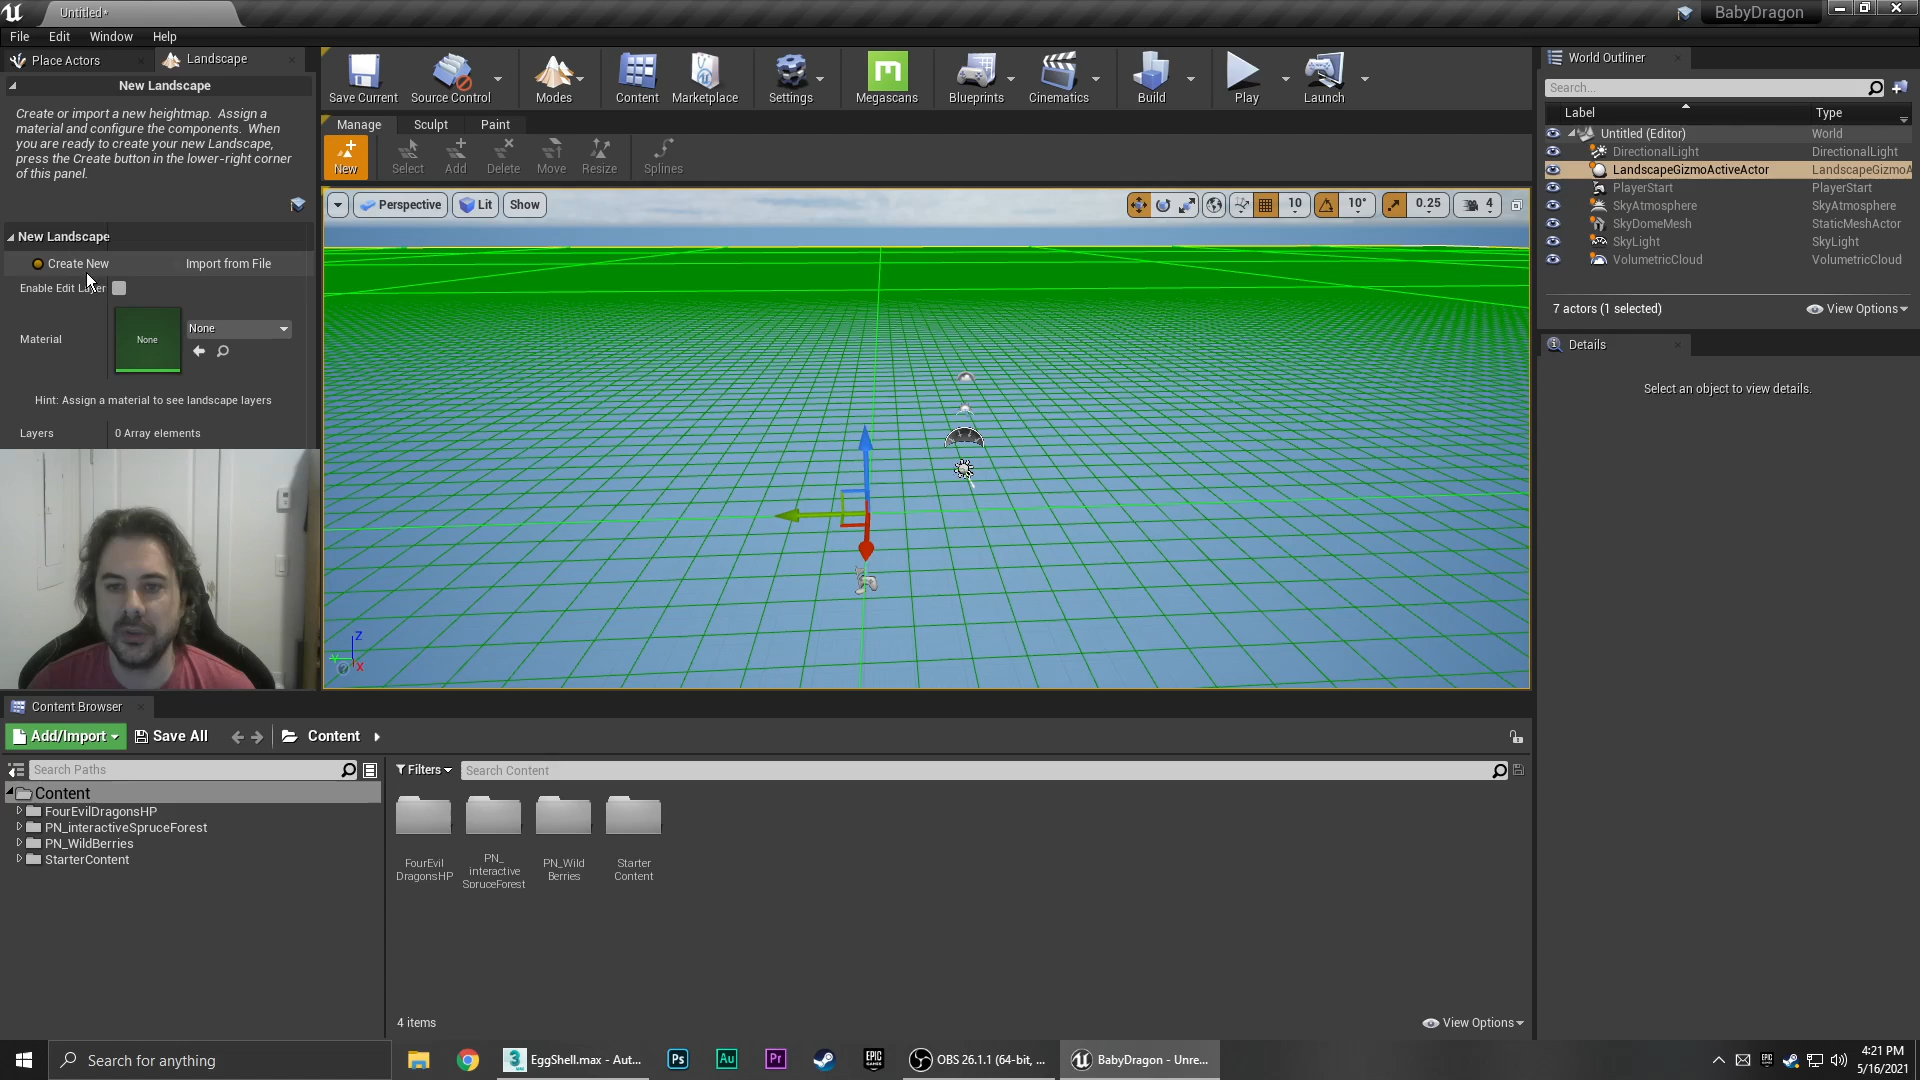 Untitled*
BabyDragon
File Edit Window Help
Place Actors
Landscape
New Landscape
Create or import a new heightmap. Assign a
material and configure the components. When
you are ready to create your new Landscape,
press the Create button in the lower-right corner
of this panel.
New Landscape
Create New
Import from File
Enable Edit Layer
Material
None
None
Hint: Assign a material to see landscape layers
Layers
0 Array elements
Save Current
Source Control
Modes
Content
Marketplace
Settings
Megascans
Blueprints
Cinematics
Build
Play
Launch
Manage
Sculpt
Paint
New
Select
Add
Delete
Move
Resize
Splines
Perspective
Lit
Show
10
10°
0.25
4
Z
Y
X
World Outliner
Search...
Label
Type
Untitled (Editor) World
DirectionalLight DirectionalLight
LandscapeGizmoActiveActor LandscapeGizmoA
PlayerStart PlayerStart
SkyAtmosphere SkyAtmosphere
SkyDomeMesh StaticMeshActor
SkyLight SkyLight
VolumetricCloud VolumetricCloud
7 actors (1 selected)
View Options
Details
Select an object to view details.
Content Browser
Add/Import
Save All
Content
Search Paths
Filters
Search Content
Content
FourEvilDragonsHP
PN_interactiveSpruceForest
PN_WildBerries
StarterContent
FourEvil
DragonsHP
PN_
interactive
SpruceForest
PN_Wild
Berries
Starter
Content
4 items
View Options
Search for anything
EggShell.max - Aut...
Ps
Au
Pr
EPIC
GAMES
OBS 26.1.1 (64-bit, ...
BabyDragon - Unre...
4:21 PM
5/16/2021